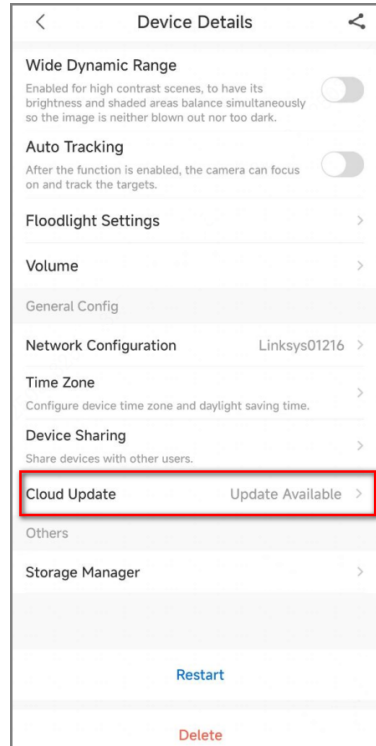 Device Details
Wide Dynamic Range
Enabled for high contrast scenes, to have its
brightness and shaded areas balance simultaneously
so the image is neither blown out nor too dark.
Auto Tracking
After the function is enabled, the camera can focus
on and track the targets.
Floodlight Settings
Volume
General Config
Network Configuration Linksys01216
Time Zone
Configure device time zone and daylight saving time.
Device Sharing
Share devices with other users.
Cloud Update Update Available
Others
Storage Manager
Restart
Delete